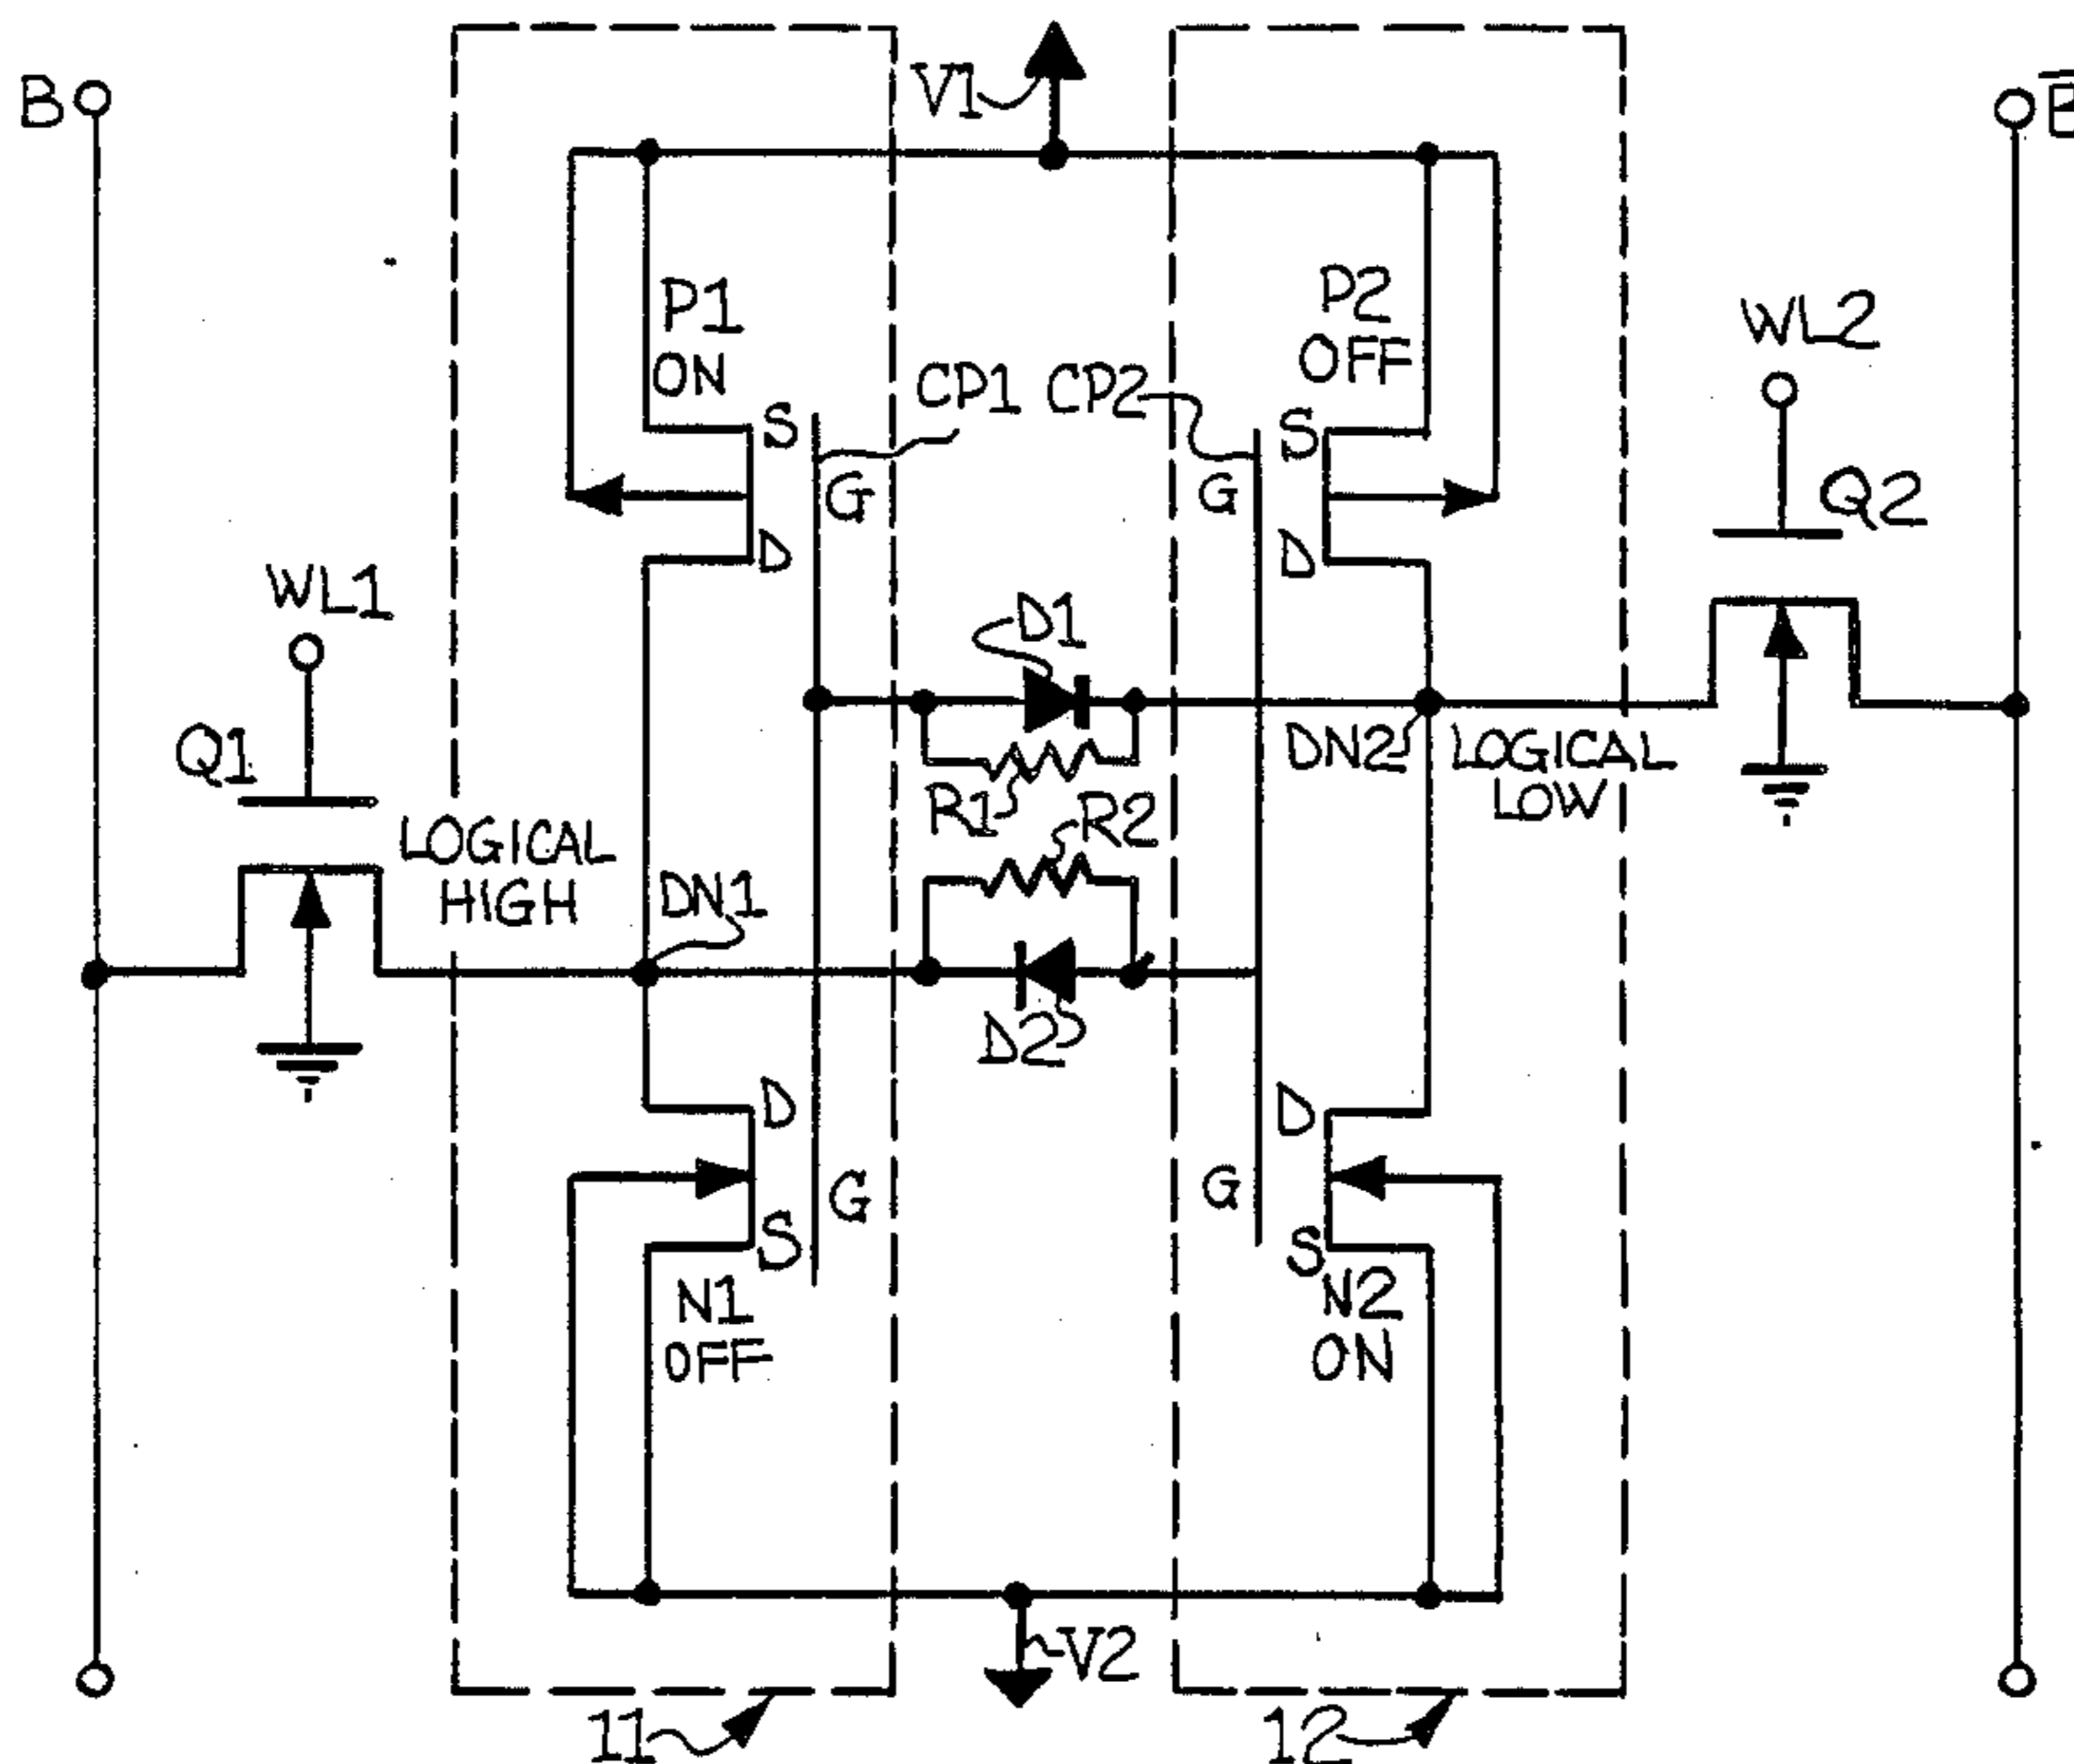 B
V1
B̅
P1
ON
P2
OFF
CP1
CP2
WL2
S
G
D
S
G
D
Q2
WL1
D1
Q1
DN2
LOGICAL
LOW
R1
R2
LOGICAL
HIGH
DN1
D2
D
G
S
D
G
S
N1
OFF
N2
ON
V2
11
12